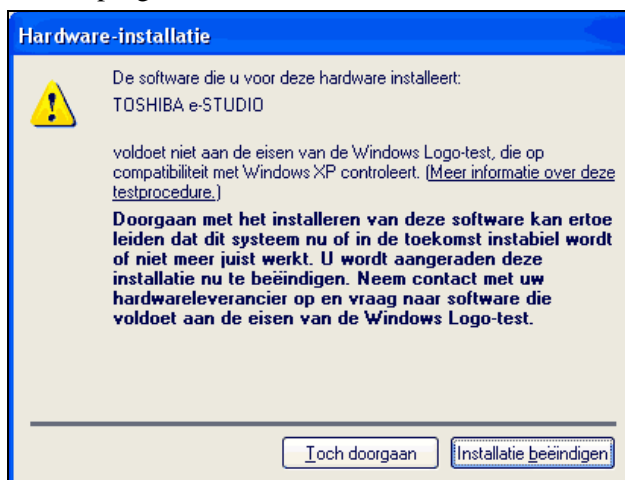 Hardware-installatie
De software die u voor deze hardware installeert:
TOSHIBA e-STUDIO
voldoet niet aan de eisen van de Windows Logo-test, die op
compatibiliteit met Windows XP controleert. (Meer informatie over deze
testprocedure.)
Doorgaan met het installeren van deze software kan ertoe
leiden dat dit systeem nu of in de toekomst instabiel wordt
of niet meer juist werkt. U wordt aangeraden deze
installatie nu te beëindigen. Neem contact met uw
hardwareleverancier op en vraag naar software die
voldoet aan de eisen van de Windows Logo-test.
Toch doorgaan Installatie beëindigen